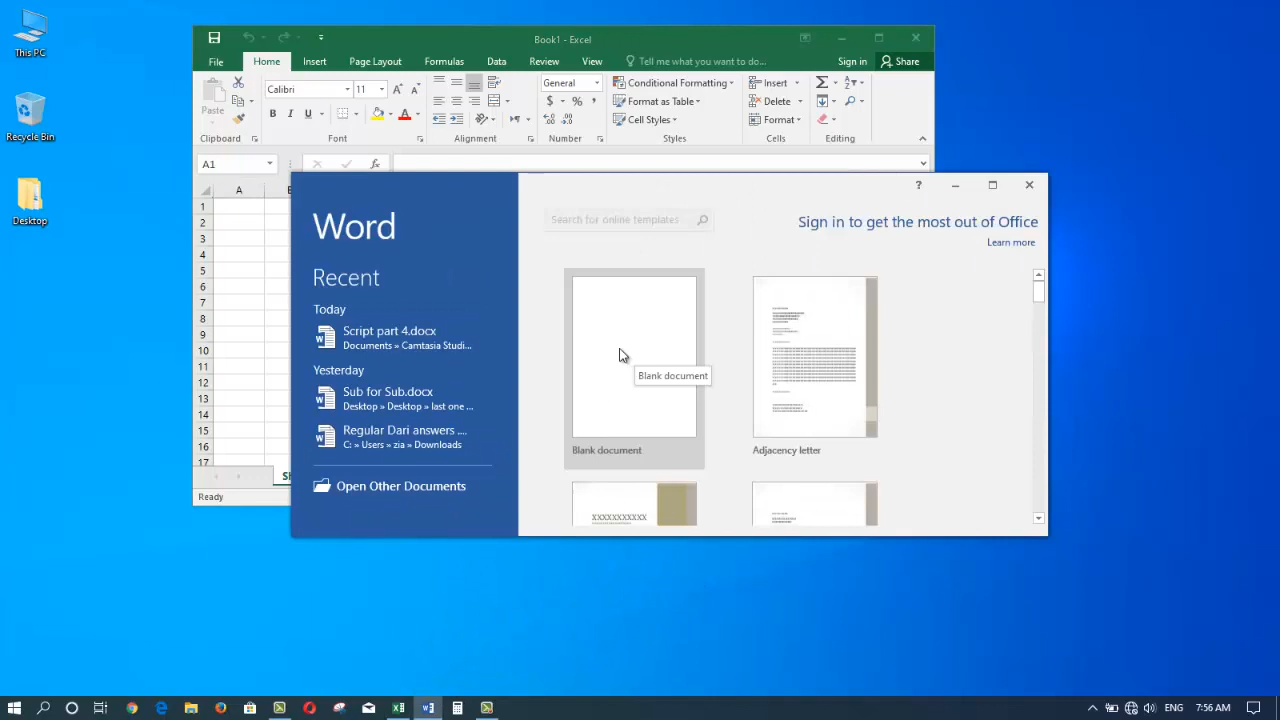 This PC
Recycle Bin
Desktop
Book1 - Excel
File Home Insert Page Layout Formulas Data Review View Tell me what you want to do... Sign in Share
Paste
Calibri 11
B I U
General
$ % ,
Conditional Formatting
Format as Table
Cell Styles
Insert
Delete
Format
Clipboard Font Alignment Number Styles Cells Editing
A1 fx
A
1
2
3
4
5
6
7
8
9
10
11
12
13
14
15
16
17
Ready
Word
Recent
Today
Script part 4.docx
Documents » Camtasia Studi...
Yesterday
Sub for Sub.docx
Desktop » Desktop » last one ...
Regular Dari answers ....
C: » Users » zia » Downloads
Open Other Documents
?
Search for online templates
Sign in to get the most out of Office
Learn more
Blank document
Blank document
Adjacency letter
XXXXXXXXXXX
ENG 7:56 AM